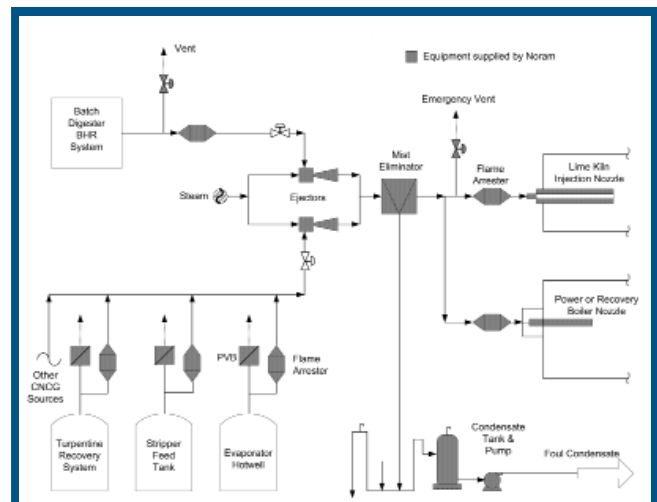 Vent
Equipment supplied by Noram
Batch
Digester
BHR
System
Emergency Vent
Mist
Eliminator
Flame
Arrester
Lime Kiln
Injection Nozzle
Steam
Ejectors
Power or Recovery
Boiler Nozzle
Other
CNCG
Sources
PVB
Flame
Arrester
Turpentine
Recovery
System
Stripper
Feed
Tank
Evaporator
Hotwell
Condensate
Tank &
Pump
Foul Condensate